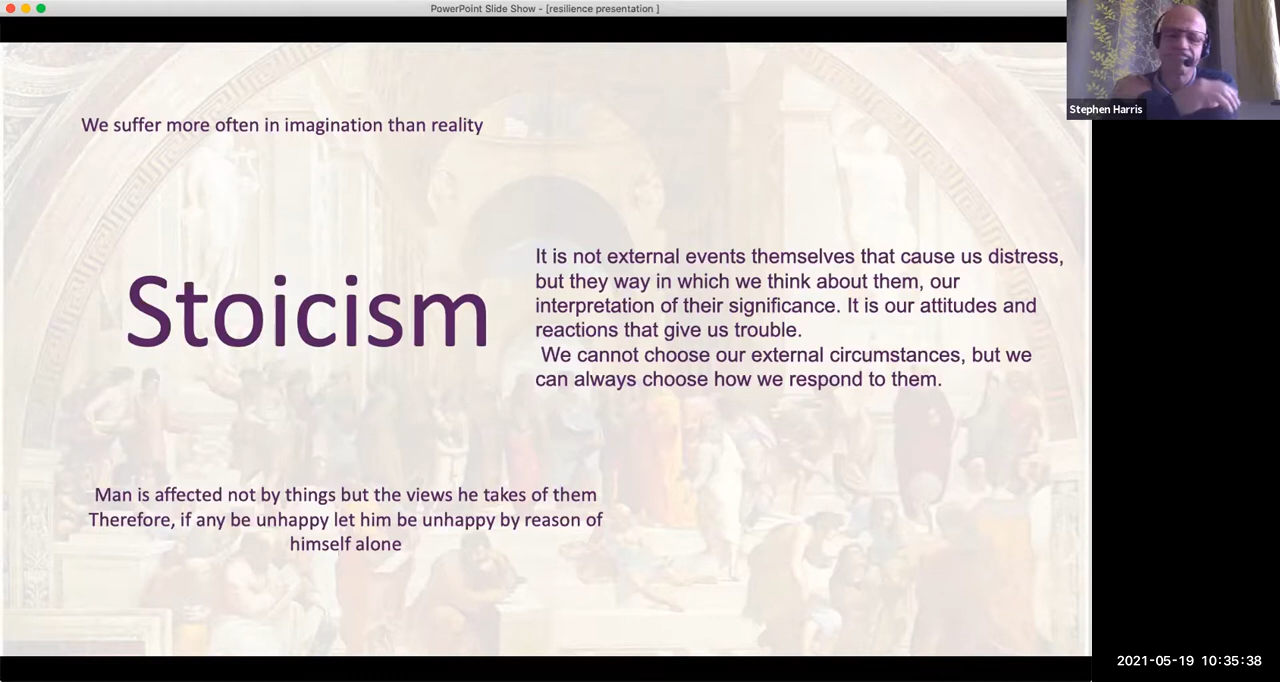 PowerPoint Slide Show - [resilience presentation ]
Stephen Harris
We suffer more often in imagination than reality
Stoicism
It is not external events themselves that cause us distress,
but they way in which we think about them, our
interpretation of their significance. It is our attitudes and
reactions that give us trouble.
We cannot choose our external circumstances, but we
can always choose how we respond to them.
Man is affected not by things but the views he takes of them
Therefore, if any be unhappy let him be unhappy by reason of
himself alone
2021-05-19 10:35:38